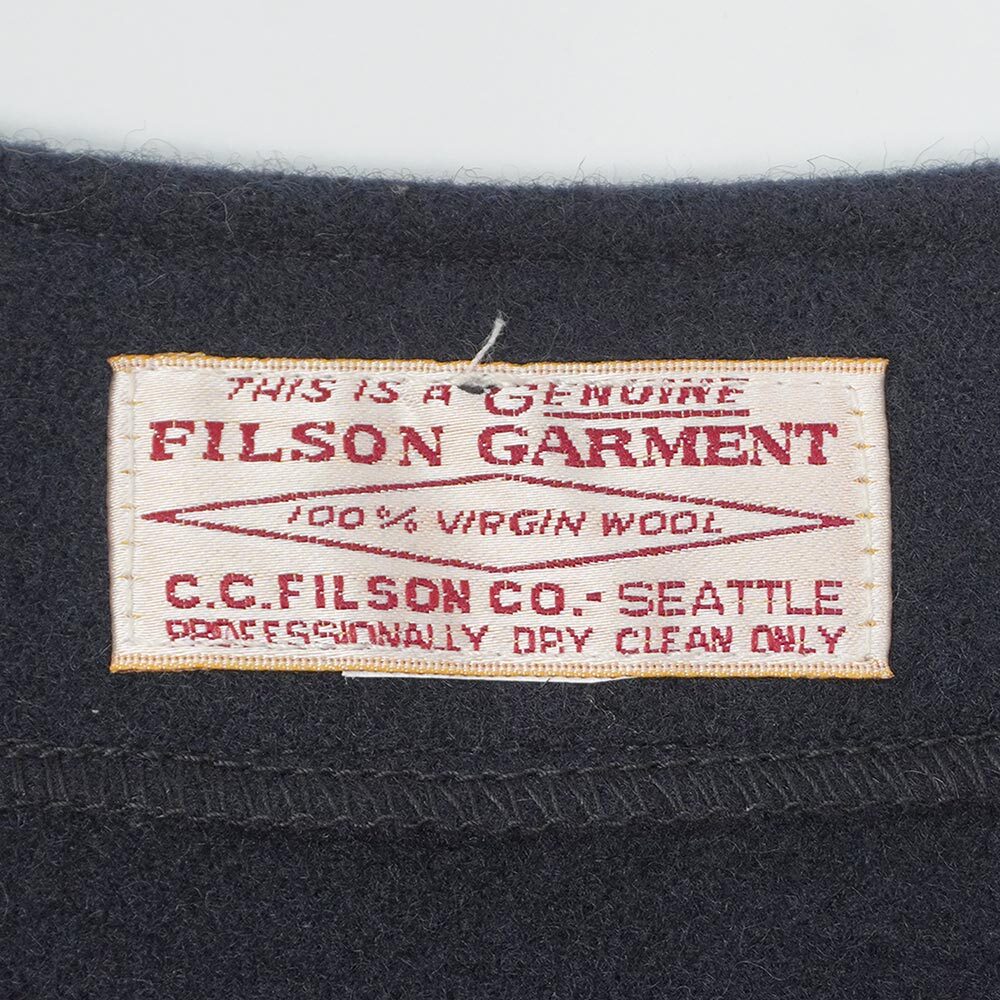 THIS IS A GENUINE
FILSON GARMENT
100% VIRGIN WOOL
C.C.FILSON CO.-SEATTLE
PROFESSIONALLY DRY CLEAN ONLY